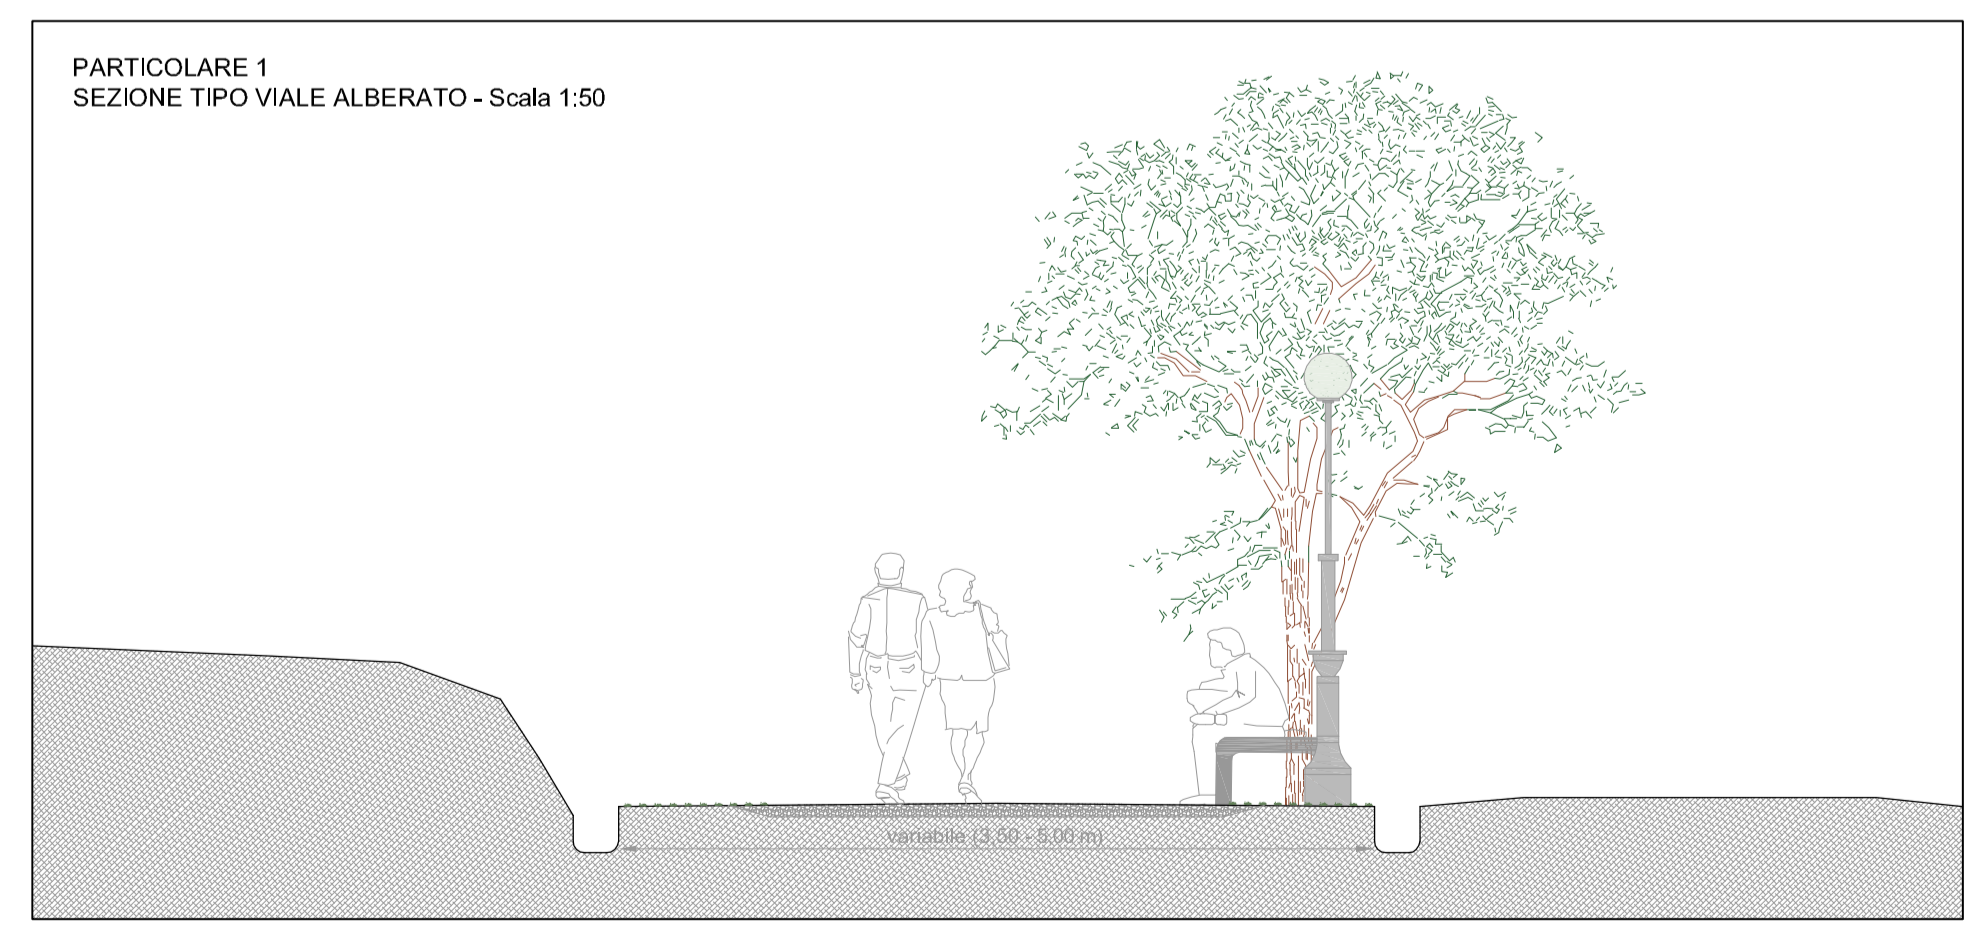 PARTICOLARE 1
SEZIONE TIPO VIALE ALBERATO - Scala 1:50
variabile (3,50 - 5,00 m)